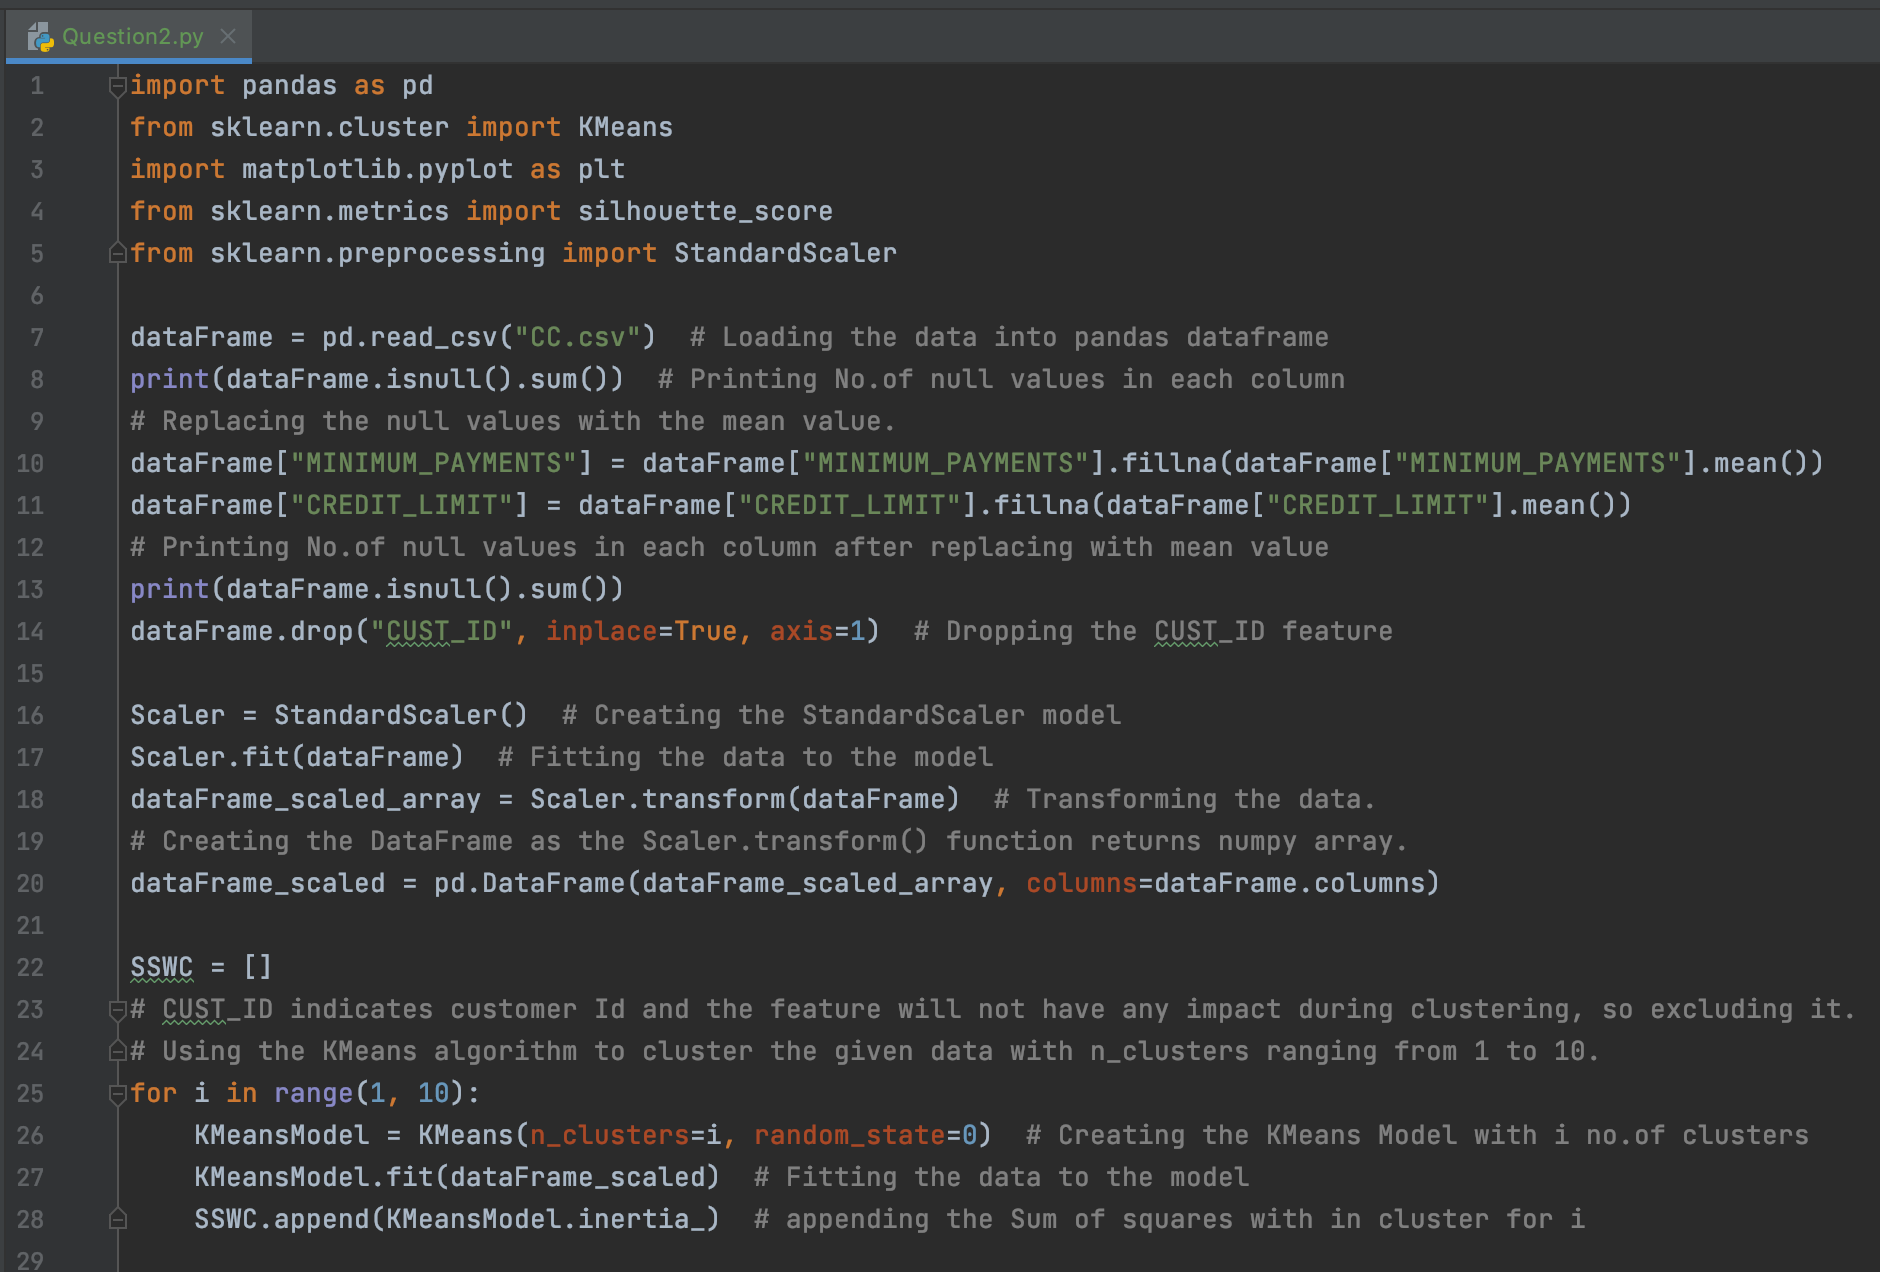 Question2.py
1 import pandas as pd
2 from sklearn.cluster import KMeans
3 import matplotlib.pyplot as plt
4 from sklearn.metrics import silhouette_score
5 from sklearn.preprocessing import StandardScaler
6
7 dataFrame = pd.read_csv("CC.csv")  # Loading the data into pandas dataframe
8 print(dataFrame.isnull().sum())  # Printing No.of null values in each column
9 # Replacing the null values with the mean value.
10 dataFrame["MINIMUM_PAYMENTS"] = dataFrame["MINIMUM_PAYMENTS"].fillna(dataFrame["MINIMUM_PAYMENTS"].mean())
11 dataFrame["CREDIT_LIMIT"] = dataFrame["CREDIT_LIMIT"].fillna(dataFrame["CREDIT_LIMIT"].mean())
12 # Printing No.of null values in each column after replacing with mean value
13 print(dataFrame.isnull().sum())
14 dataFrame.drop("CUST_ID", inplace=True, axis=1)  # Dropping the CUST_ID feature
15
16 Scaler = StandardScaler()  # Creating the StandardScaler model
17 Scaler.fit(dataFrame)  # Fitting the data to the model
18 dataFrame_scaled_array = Scaler.transform(dataFrame)  # Transforming the data.
19 # Creating the DataFrame as the Scaler.transform() function returns numpy array.
20 dataFrame_scaled = pd.DataFrame(dataFrame_scaled_array, columns=dataFrame.columns)
21
22 SSWC = []
23 # CUST_ID indicates customer Id and the feature will not have any impact during clustering, so excluding it.
24 # Using the KMeans algorithm to cluster the given data with n_clusters ranging from 1 to 10.
25 for i in range(1, 10):
26     KMeansModel = KMeans(n_clusters=i, random_state=0)  # Creating the KMeans Model with i no.of clusters
27     KMeansModel.fit(dataFrame_scaled)  # Fitting the data to the model
28     SSWC.append(KMeansModel.inertia_)  # appending the Sum of squares with in cluster for i
29